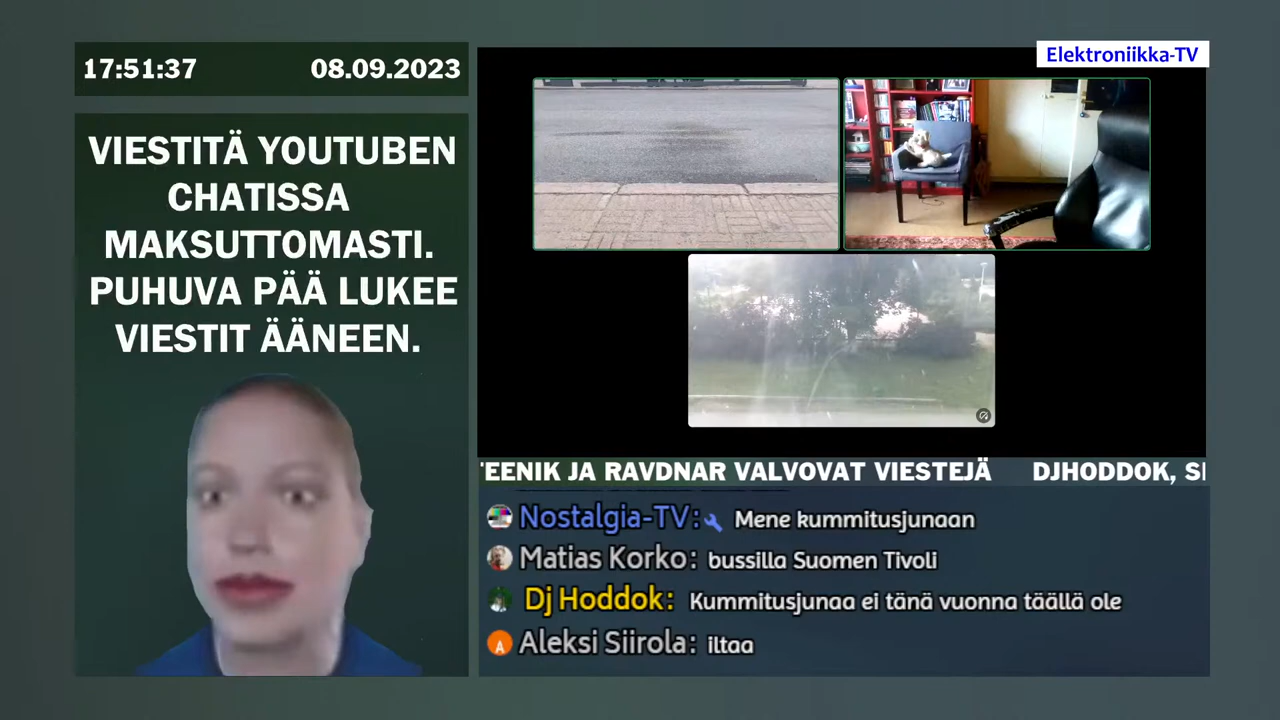 17:51:37 08.09.2023
VIESTITÄ YOUTUBEN
CHATISSA
MAKSUTTOMASTI.
PUHUVA PÄÄ LUKEE
VIESTIT ÄÄNEEN.
Elektroniikka-TV
EENIK JA RAVDNAR VALVOVAT VIESTEJÄ DJHODDOK,
Nostalgia-TV: Mene kummitusjunaan
Matias Korko: bussilla Suomen Tivoli
Dj Hoddok: Kummitusjunaa ei tänä vuonna täällä ole
A Aleksi Siirola: iltaa